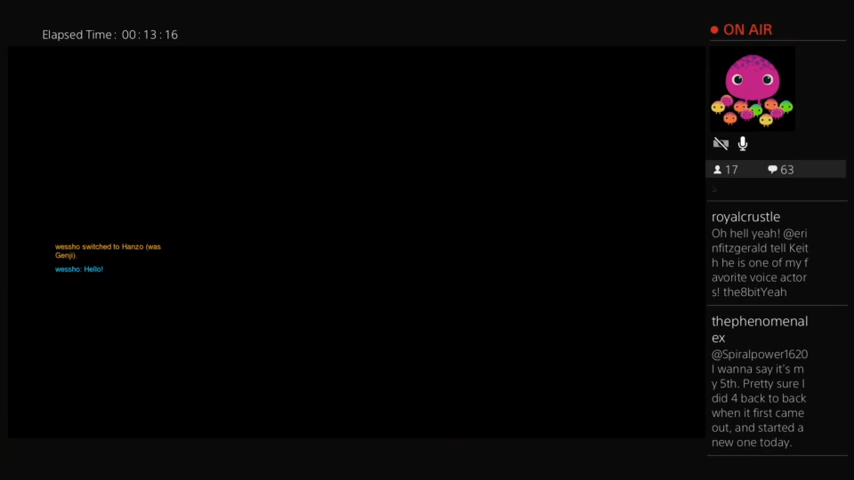 Elapsed Time: 00:13:16
ON AIR
17 63
wessho switched to Hanzo (was
Genji).
wessho: Hello!
royalcrustle
Oh hell yeah! @eri
nfitzgerald tell Keit
h he is one of my f
avorite voice actor
s! the8bitYeah
thephenomenal
ex
@Spiralpower1620
I wanna say it's m
y 5th. Pretty sure I
did 4 back to back
when it first came
out, and started a
new one today.